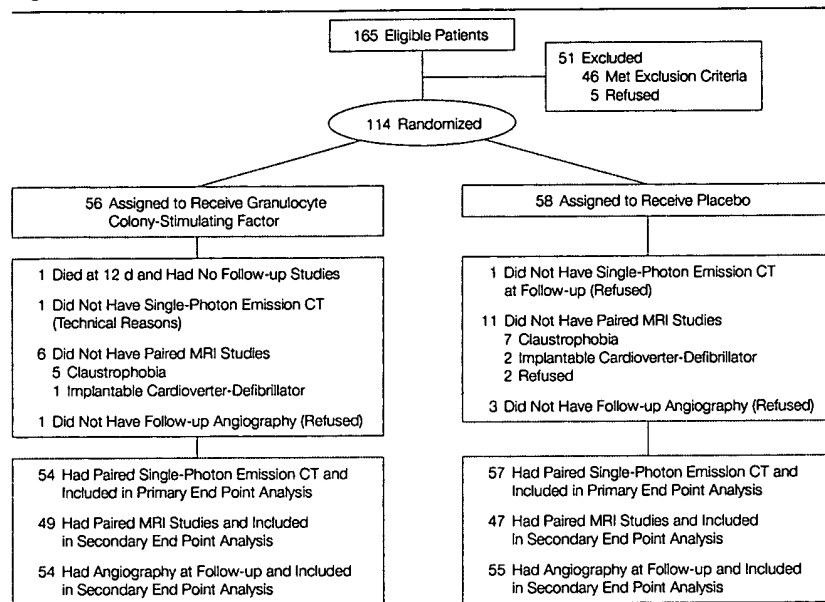 165 Eligible Patients
51 Excluded
46 Met Exclusion Criteria
5 Refused
114 Randomized
56 Assigned to Receive Granulocyte
Colony-Stimulating Factor
58 Assigned to Receive Placebo
1 Died at 12 d and Had No Follow-up Studies
1 Did Not Have Single-Photon Emission CT
(Technical Reasons)
6 Did Not Have Paired MRI Studies
5 Claustrophobia
1 Implantable Cardioverter-Defibrillator
1 Did Not Have Follow-up Angiography (Refused)
1 Did Not Have Single-Photon Emission CT
at Follow-up (Refused)
11 Did Not Have Paired MRI Studies
7 Claustrophobia
2 Implantable Cardioverter-Defibrillator
2 Refused
3 Did Not Have Follow-up Angiography (Refused)
54 Had Paired Single-Photon Emission CT and
Included in Primary End Point Analysis
49 Had Paired MRI Studies and Included
in Secondary End Point Analysis
54 Had Angiography at Follow-up and Included
in Secondary End Point Analysis
57 Had Paired Single-Photon Emission CT and
Included in Primary End Point Analysis
47 Had Paired MRI Studies and Included
in Secondary End Point Analysis
55 Had Angiography at Follow-up and Included
in Secondary End Point Analysis